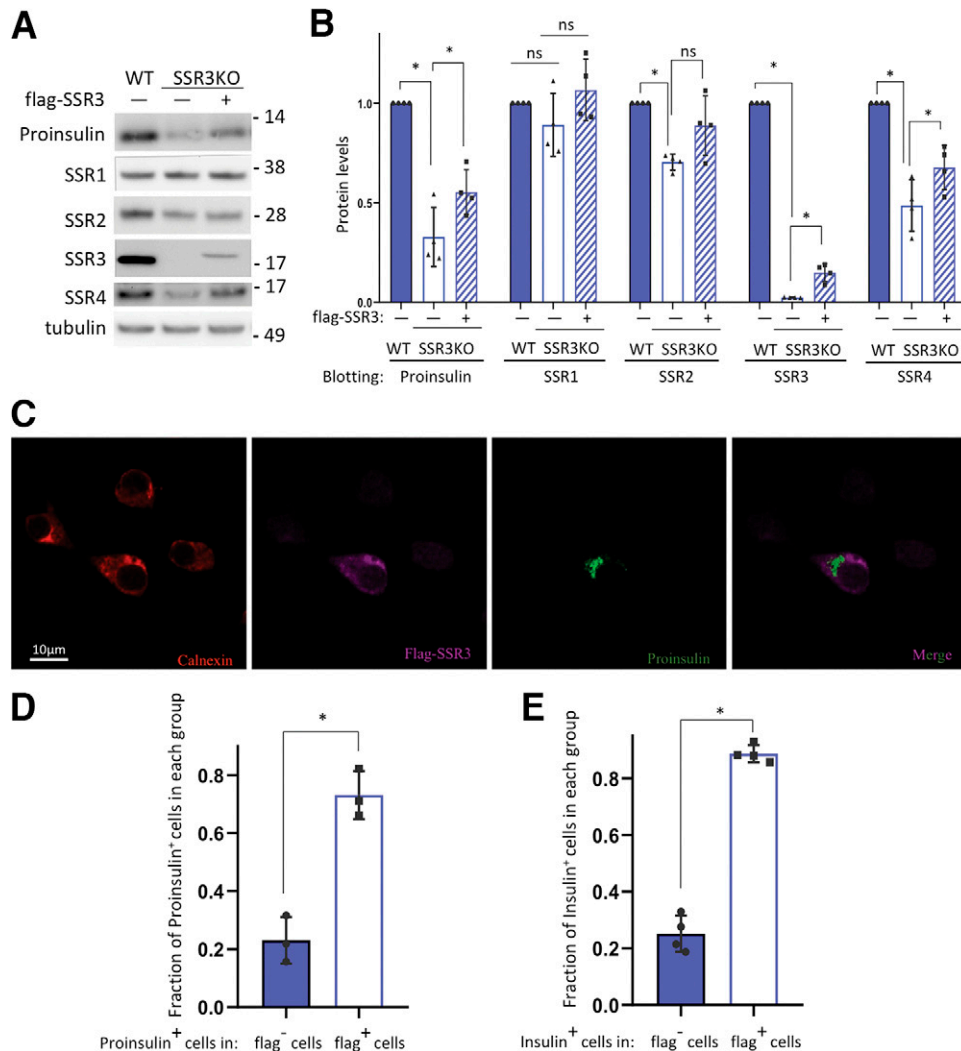 A
WT SSR3KO
flag-SSR3 — — +
Proinsulin - 14
SSR1 - 38
SSR2 - 28
SSR3 - 17
SSR4 - 17
tubulin - 49
B
Protein levels
1.0
0.5
0.0
* * ns ns * ns * * * *
flag-SSR3: — — + — — + — — + — — + — — +
WT SSR3KO WT SSR3KO WT SSR3KO WT SSR3KO WT SSR3KO
Blotting: Proinsulin SSR1 SSR2 SSR3 SSR4
C
10μm
Calnexin
Flag-SSR3
Proinsulin
Merge
D
Fraction of Proinsulin⁺ cells in each group
0.8
0.6
0.4
0.2
0.0
*
Proinsulin⁺ cells in: flag⁻ cells flag⁺ cells
E
Fraction of Insulin⁺ cells in each group
0.8
0.6
0.4
0.2
0.0
*
Insulin⁺ cells in: flag⁻ cells flag⁺ cells